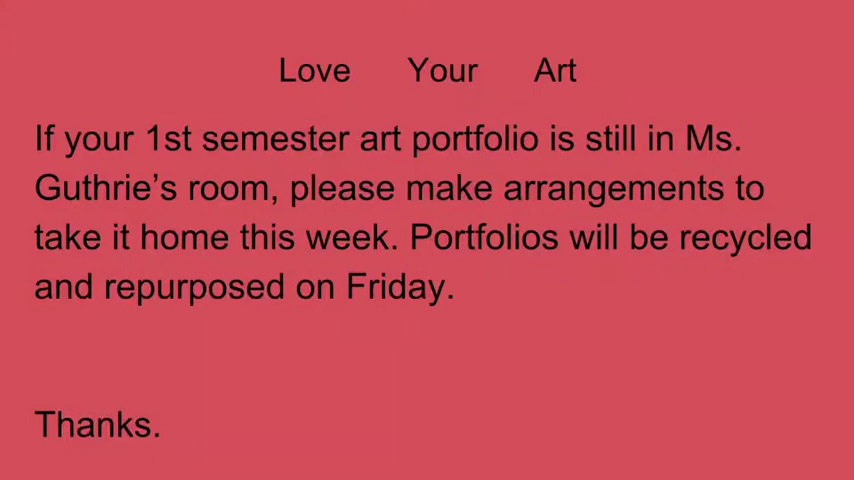 Love Your Art
If your 1st semester art portfolio is still in Ms.
Guthrie’s room, please make arrangements to
take it home this week. Portfolios will be recycled
and repurposed on Friday.
Thanks.